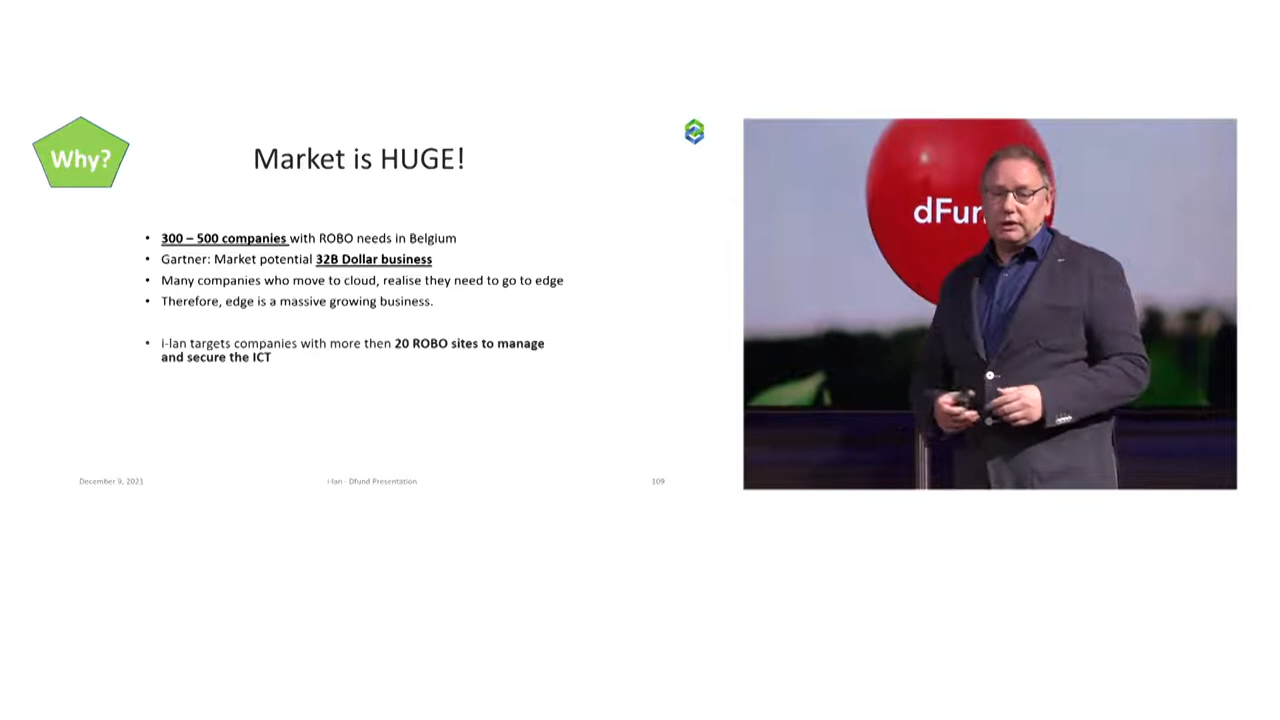 Why?
Market is HUGE!
• 300 – 500 companies with ROBO needs in Belgium
• Gartner: Market potential 32B Dollar business
• Many companies who move to cloud, realise they need to go to edge
• Therefore, edge is a massive growing business.
• i-lan targets companies with more then 20 ROBO sites to manage
and secure the ICT
December 9, 2021
i-lan - Dfund Presentation
109
dFun